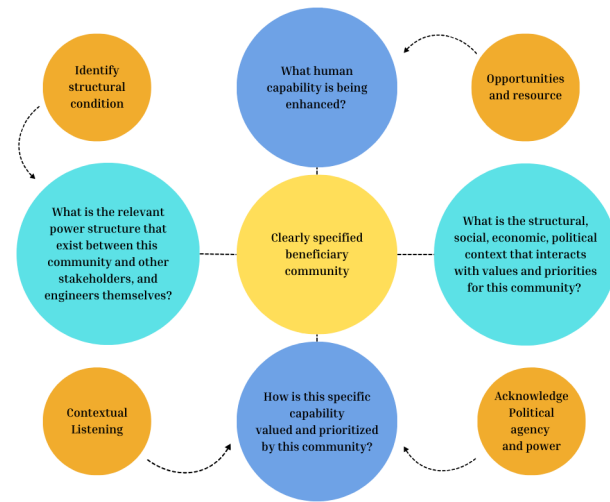 Identify
structural
condition
What human
capability is being
enhanced?
Opportunities
and resource
What is the relevant
power structure that
exist between this
community and other
stakeholders, and
engineers themselves?
Clearly specified
beneficiary
community
What is the structural,
social, economic, political
context that interacts
with values and priorities
for this community?
Contextual
Listening
How is this specific
capability
valued and prioritized
by this community?
Acknowledge
Political
agency
and power